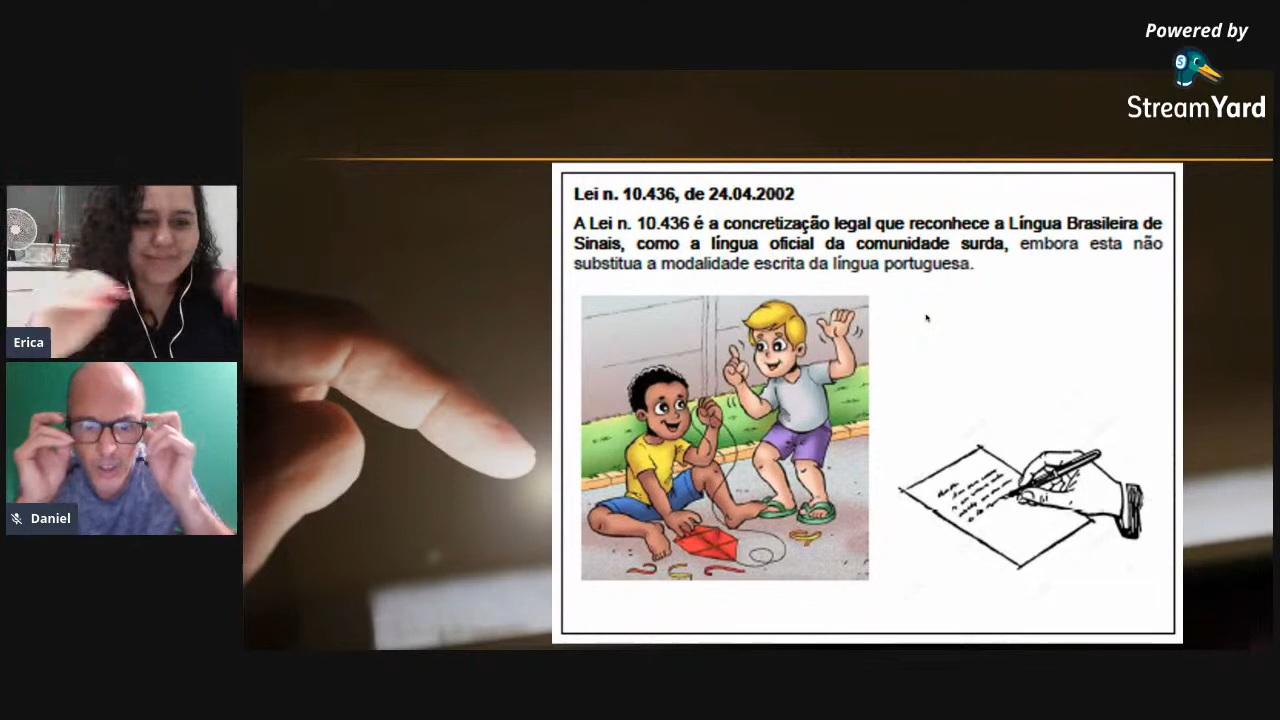 Powered by
StreamYard
Lei n. 10.436, de 24.04.2002
A Lei n. 10.436 é a concretização legal que reconhece a Língua Brasileira de
Sinais, como a língua oficial da comunidade surda, embora esta não
substitua a modalidade escrita da língua portuguesa.
Erica
Daniel